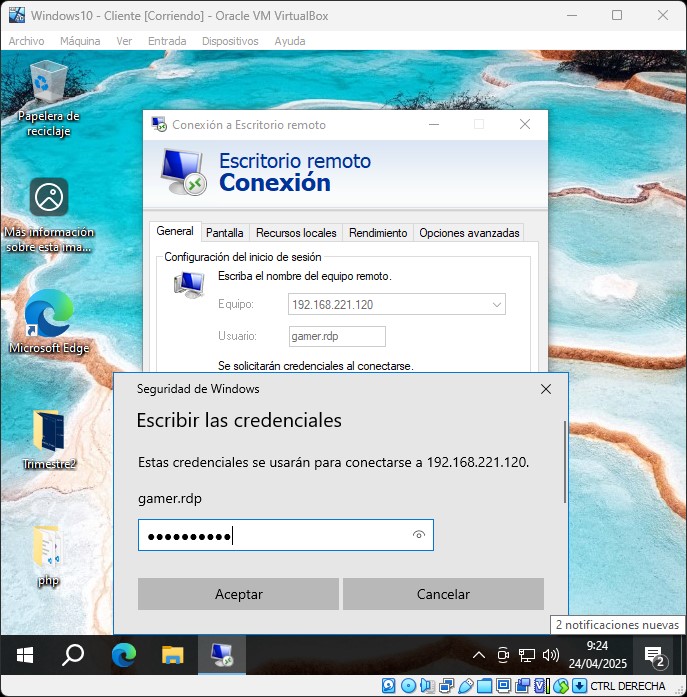 Windows10 - Cliente [Corriendo] - Oracle VM VirtualBox
Archivo Máquina Ver Entrada Dispositivos Ayuda
Papelera de
reciclaje
Más información
sobre esta ima...
Microsoft Edge
Trimestre2
php
Conexión a Escritorio remoto
Escritorio remoto
Conexión
General Pantalla Recursos locales Rendimiento Opciones avanzadas
Configuración del inicio de sesión
Escriba el nombre del equipo remoto.
Equipo: 192.168.221.120
Usuario: gamer.rdp
Se solicitarán credenciales al conectarse.
Seguridad de Windows
Escribir las credenciales
Estas credenciales se usarán para conectarse a 192.168.221.120.
gamer.rdp
●●●●●●●●●●
Aceptar Cancelar
2 notificaciones nuevas
9:24
24/04/2025
2
CTRL DERECHA